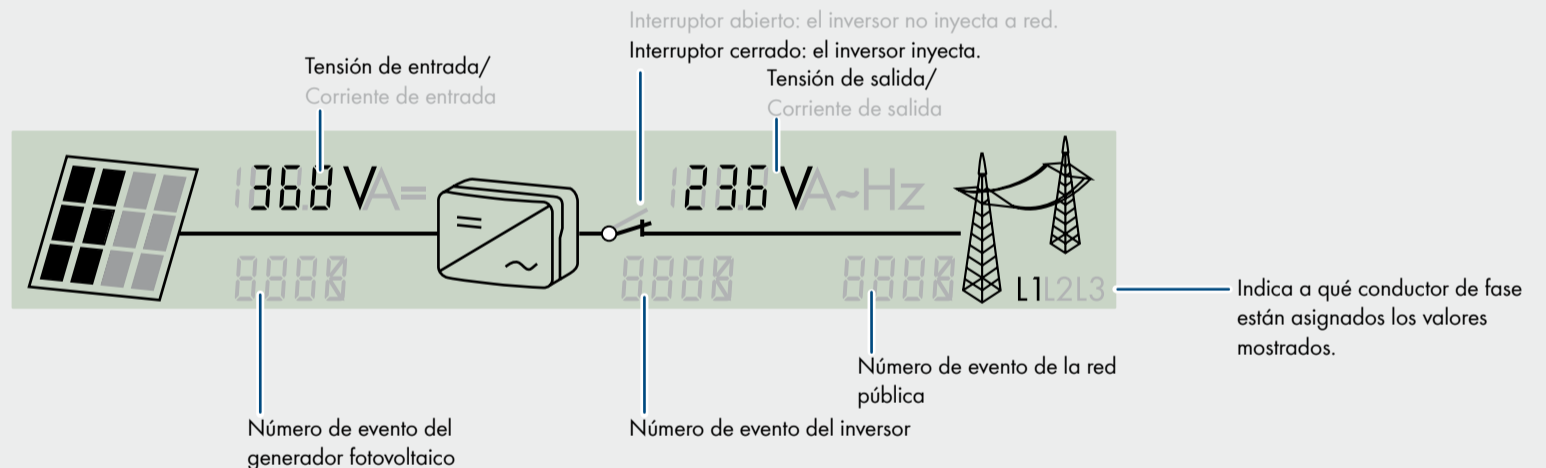 Interruptor abierto: el inversor no inyecta a red.
Interruptor cerrado: el inversor inyecta.
Tensión de entrada/
Corriente de entrada
Tensión de salida/
Corriente de salida
368 VA=
236 VA~Hz
L1L2L3
Indica a qué conductor de fase
están asignados los valores
mostrados.
Número de evento de la red
pública
Número de evento del
generador fotovoltaico
Número de evento del inversor